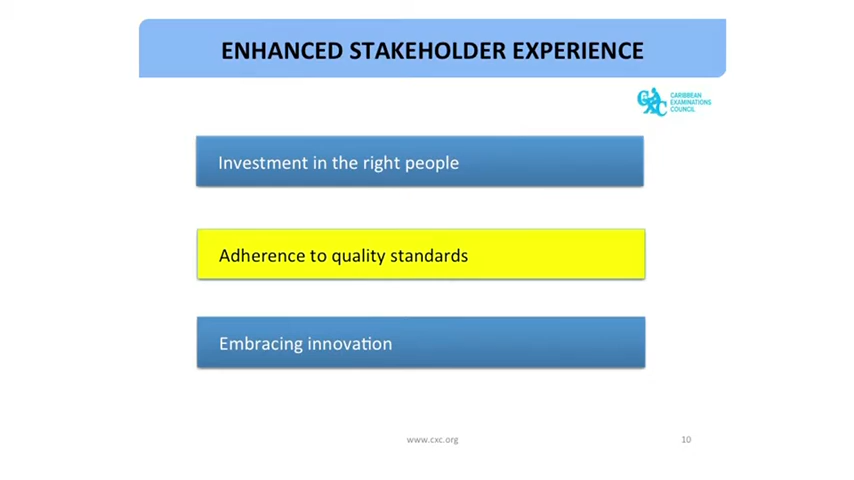 ENHANCED STAKEHOLDER EXPERIENCE
CXC
CARIBBEAN
EXAMINATIONS
COUNCIL
Investment in the right people
Adherence to quality standards
Embracing innovation
www.cxc.org
10